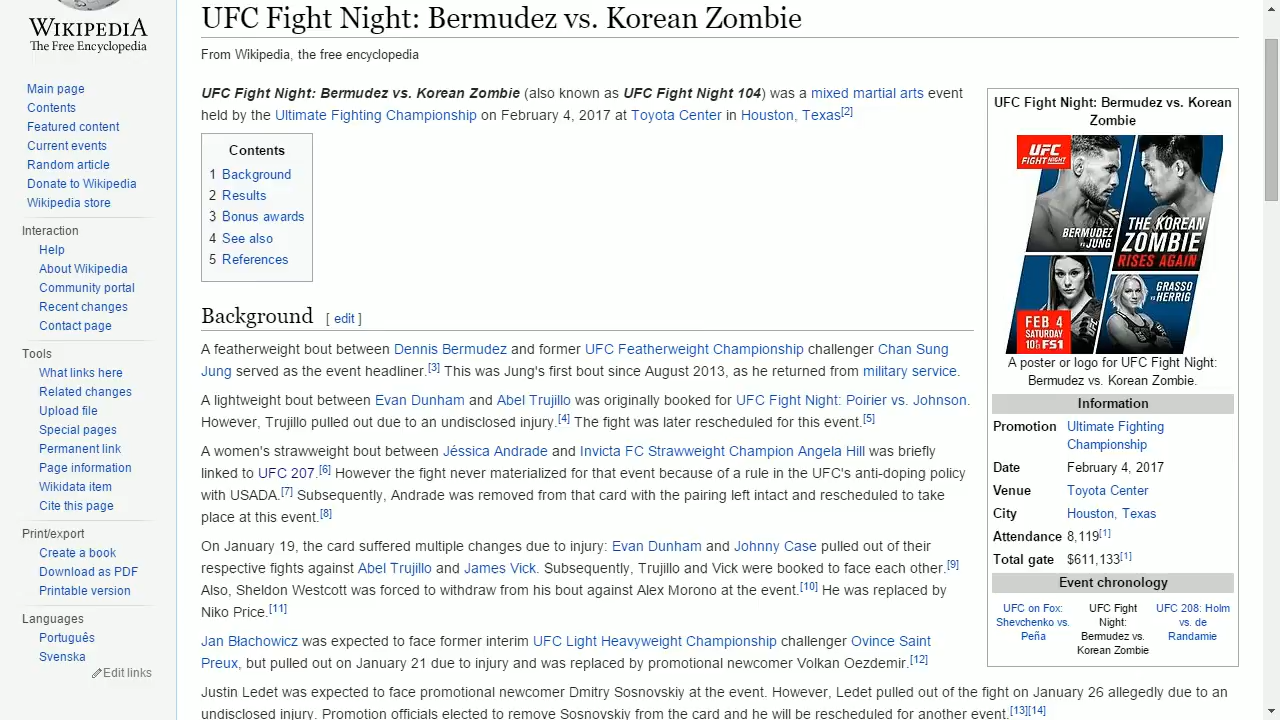 WIKIPEDIA
The Free Encyclopedia
Main page
Contents
Featured content
Current events
Random article
Donate to Wikipedia
Wikipedia store
Interaction
Help
About Wikipedia
Community portal
Recent changes
Contact page
Tools
What links here
Related changes
Upload file
Special pages
Permanent link
Page information
Wikidata item
Cite this page
Print/export
Create a book
Download as PDF
Printable version
Languages
Português
Svenska
Edit links
UFC Fight Night: Bermudez vs. Korean Zombie
From Wikipedia, the free encyclopedia
UFC Fight Night: Bermudez vs. Korean Zombie (also known as UFC Fight Night 104) was a mixed martial arts event
held by the Ultimate Fighting Championship on February 4, 2017 at Toyota Center in Houston, Texas[2]
Contents
1 Background
2 Results
3 Bonus awards
4 See also
5 References
Background [ edit ]
A featherweight bout between Dennis Bermudez and former UFC Featherweight Championship challenger Chan Sung
Jung served as the event headliner.[3] This was Jung's first bout since August 2013, as he returned from military service.
A lightweight bout between Evan Dunham and Abel Trujillo was originally booked for UFC Fight Night: Poirier vs. Johnson.
However, Trujillo pulled out due to an undisclosed injury.[4] The fight was later rescheduled for this event.[5]
A women's strawweight bout between Jéssica Andrade and Invicta FC Strawweight Champion Angela Hill was briefly
linked to UFC 207.[6] However the fight never materialized for that event because of a rule in the UFC's anti-doping policy
with USADA.[7] Subsequently, Andrade was removed from that card with the pairing left intact and rescheduled to take
place at this event.[8]
On January 19, the card suffered multiple changes due to injury: Evan Dunham and Johnny Case pulled out of their
respective fights against Abel Trujillo and James Vick. Subsequently, Trujillo and Vick were booked to face each other.[9]
Also, Sheldon Westcott was forced to withdraw from his bout against Alex Morono at the event.[10] He was replaced by
Niko Price.[11]
Jan Błachowicz was expected to face former interim UFC Light Heavyweight Championship challenger Ovince Saint
Preux, but pulled out on January 21 due to injury and was replaced by promotional newcomer Volkan Oezdemir.[12]
Justin Ledet was expected to face promotional newcomer Dmitry Sosnovskiy at the event. However, Ledet pulled out of the fight on January 26 allegedly due to an
undisclosed injury. Promotion officials elected to remove Sosnovskiy from the card and he will be rescheduled for another event.[13][14]
UFC Fight Night: Bermudez vs. Korean
Zombie
UFC
FIGHT NIGHT
BERMUDEZ
vs JUNG
THE KOREAN
ZOMBIE
RISES AGAIN
GRASSO
vs HERRIG
FEB 4
SATURDAY
10PM ET FS1
A poster or logo for UFC Fight Night:
Bermudez vs. Korean Zombie.
Information
Promotion Ultimate Fighting
Championship
Date February 4, 2017
Venue Toyota Center
City Houston, Texas
Attendance 8,119[1]
Total gate $611,133[1]
Event chronology
UFC on Fox:
Shevchenko vs.
Peña
UFC Fight
Night:
Bermudez vs.
Korean Zombie
UFC 208: Holm
vs. de
Randamie